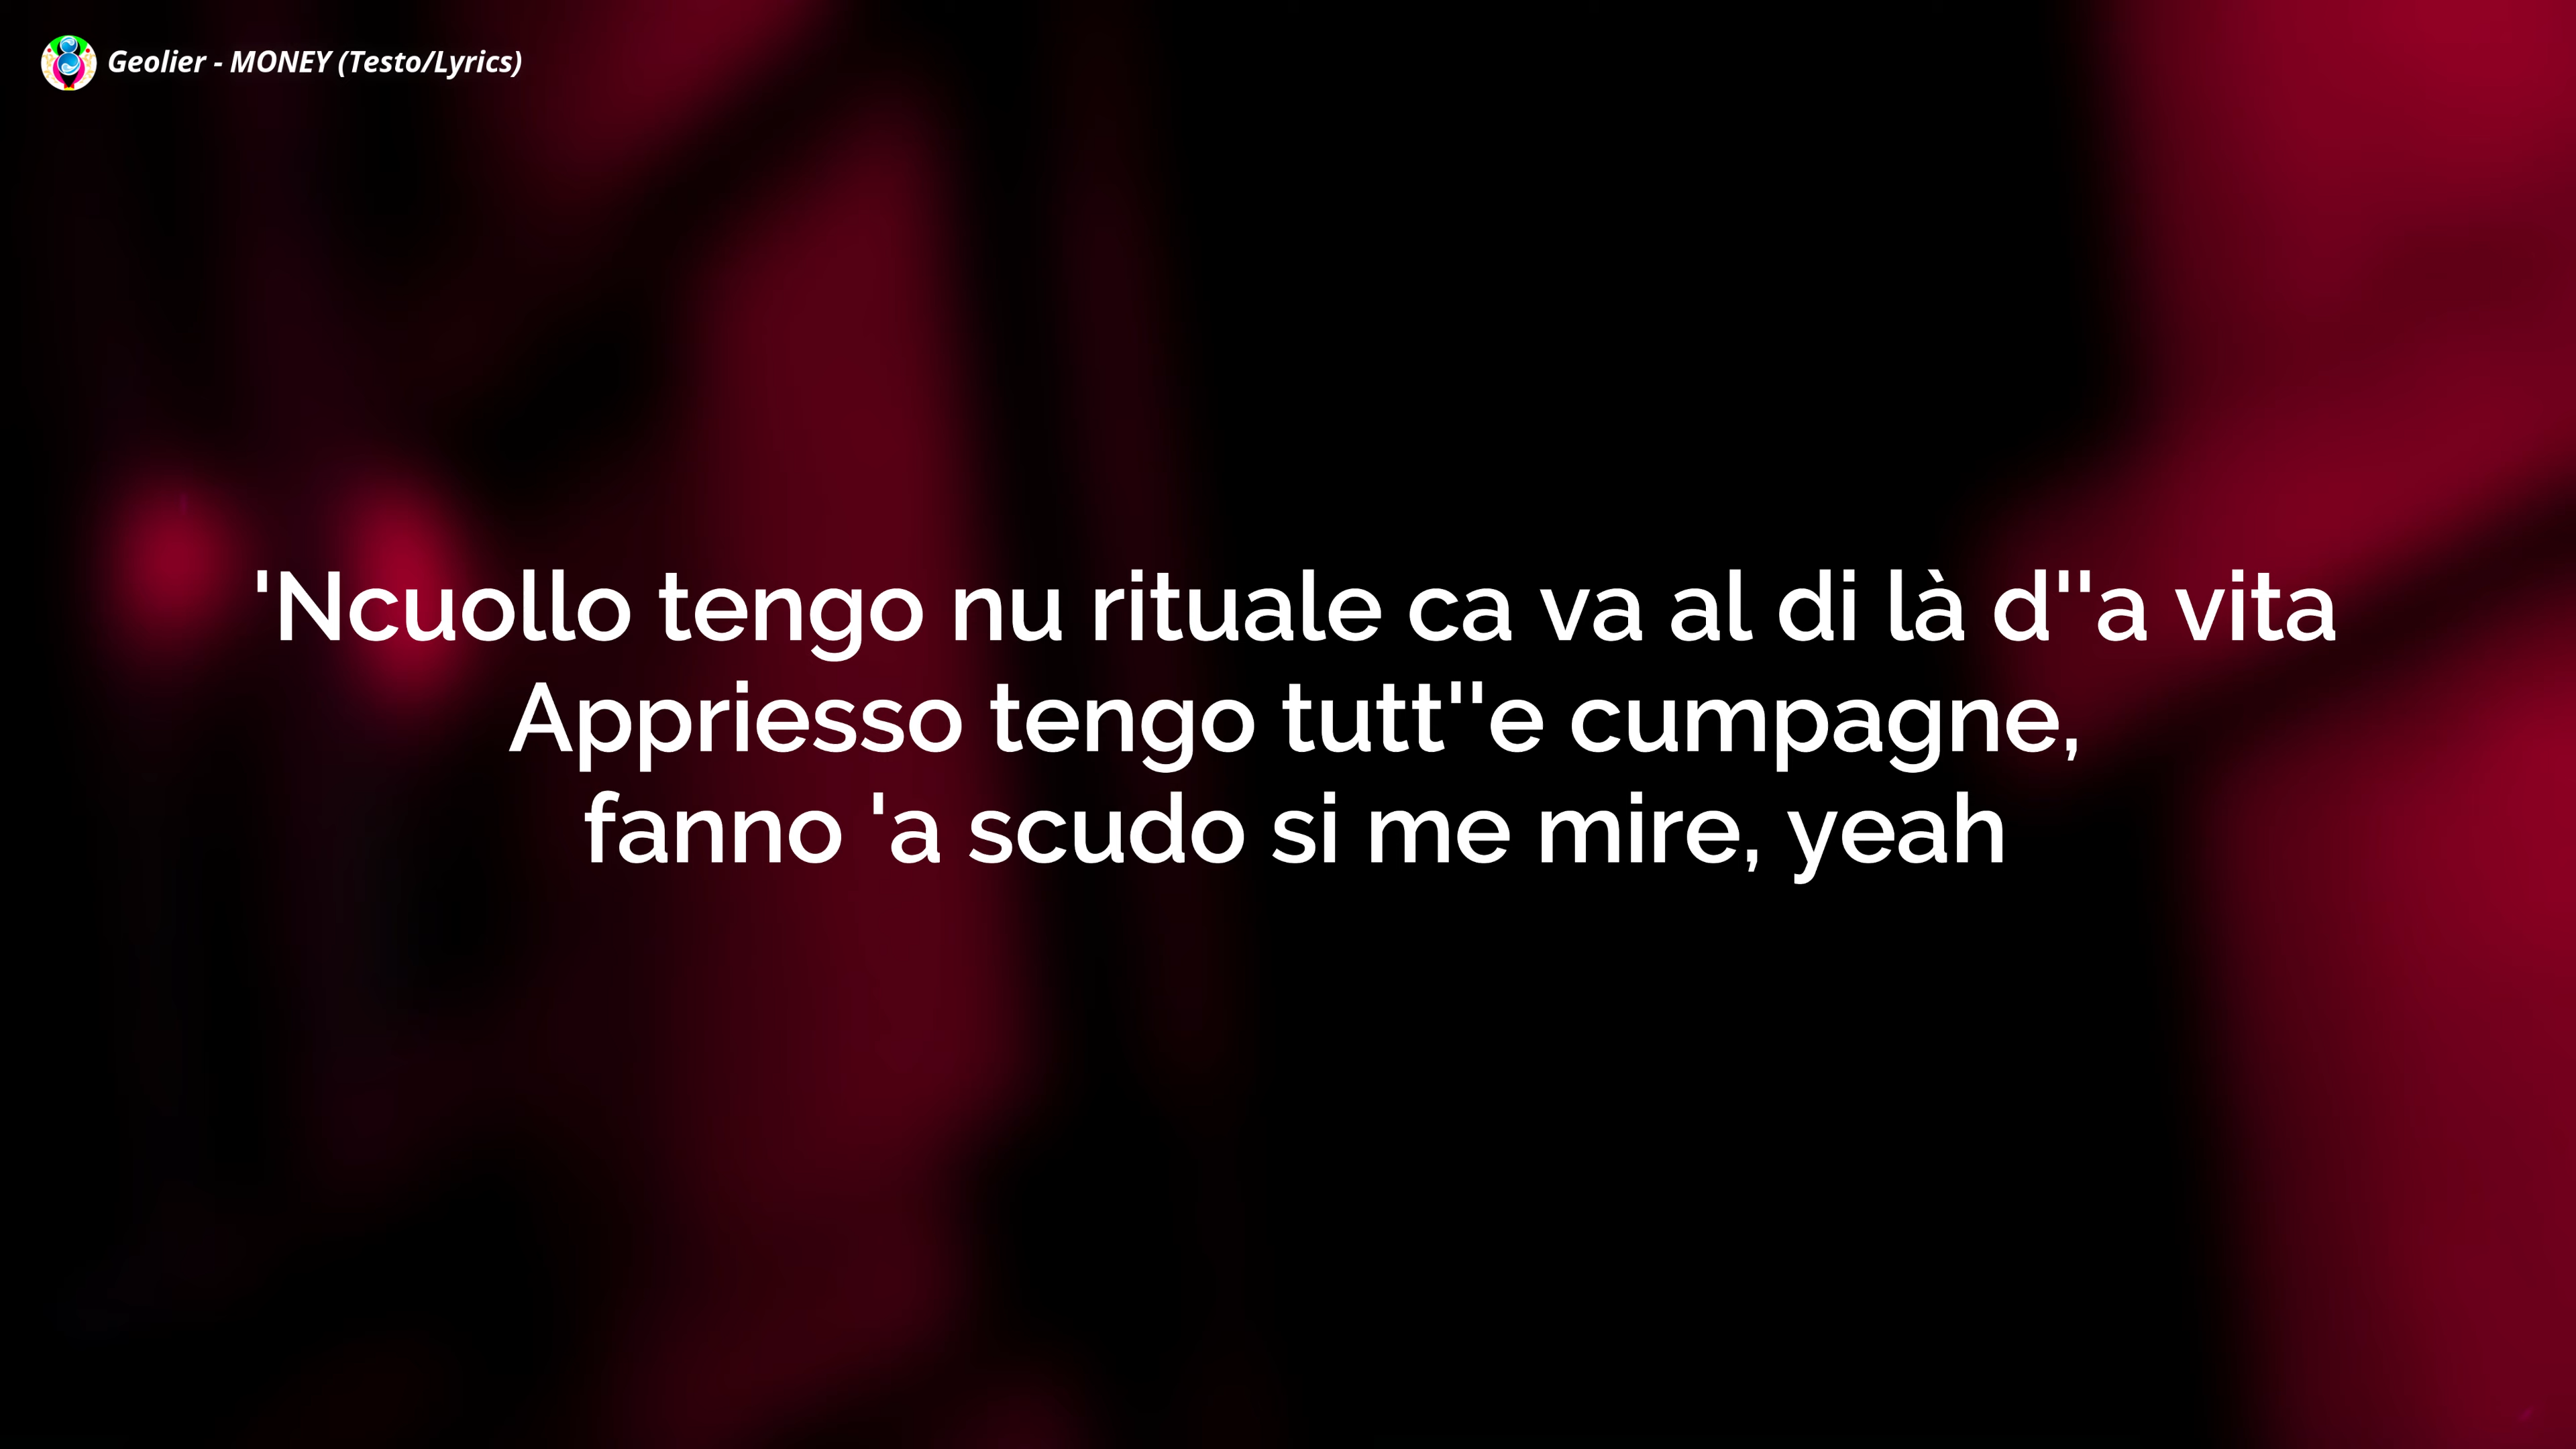 Geolier - MONEY (Testo/Lyrics)
'Ncuollo tengo nu rituale ca va al di là d''a vita
Appriesso tengo tutt''e cumpagne,
fanno 'a scudo si me mire, yeah